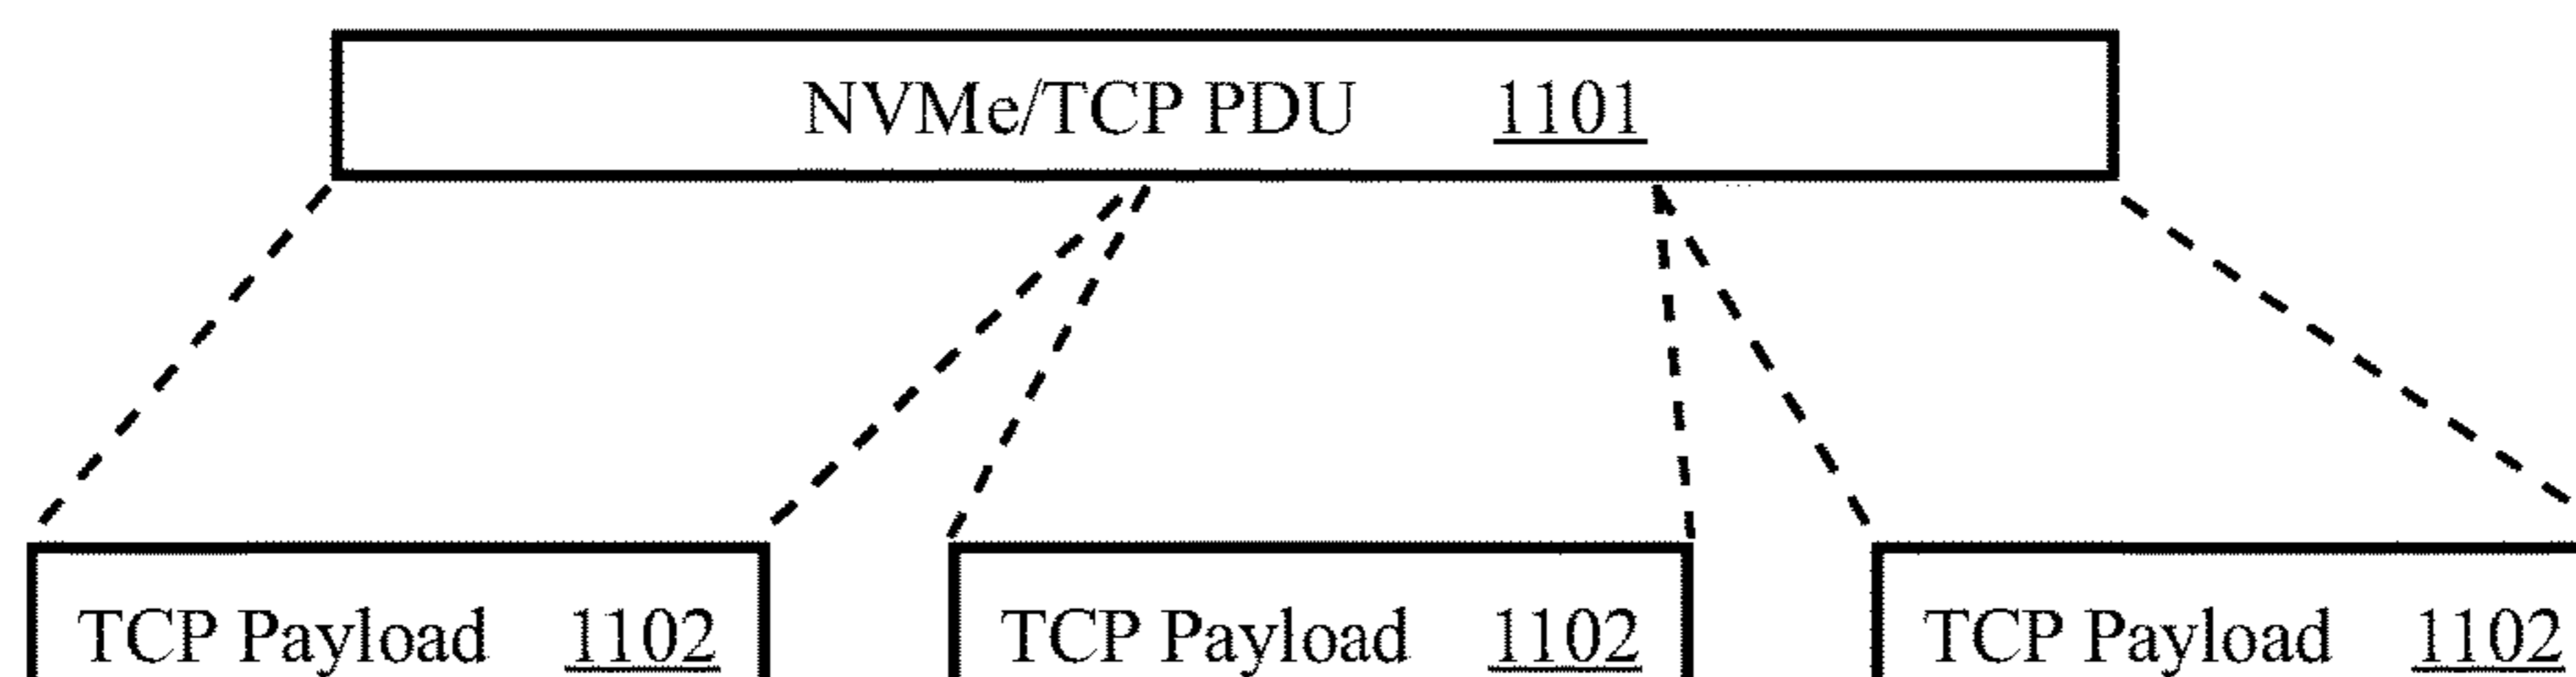 NVMe/TCP PDU 1101
TCP Payload 1102 TCP Payload 1102 TCP Payload 1102